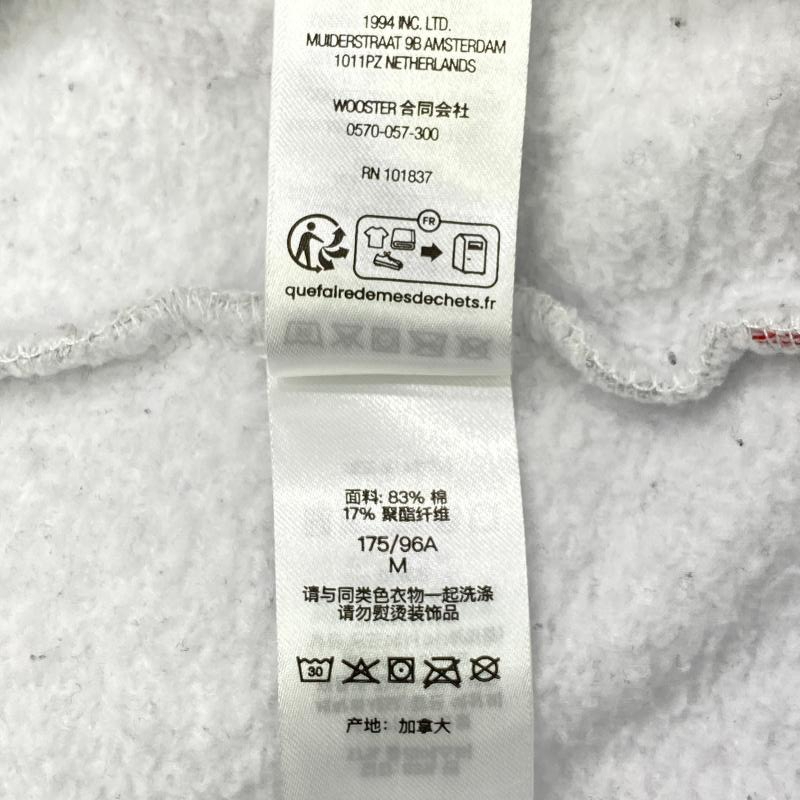 1994 INC. LTD.
MUIDERSTRAAT 9B AMSTERDAM
1011PZ NETHERLANDS
WOOSTER 合同会社
0570-057-300
RN 101837
FR
quefairedemesdechets.fr
面料: 83% 棉
17% 聚酯纤维
175/96A
M
请与同类色衣物一起洗涤
请勿熨烫装饰品
30
产地: 加拿大